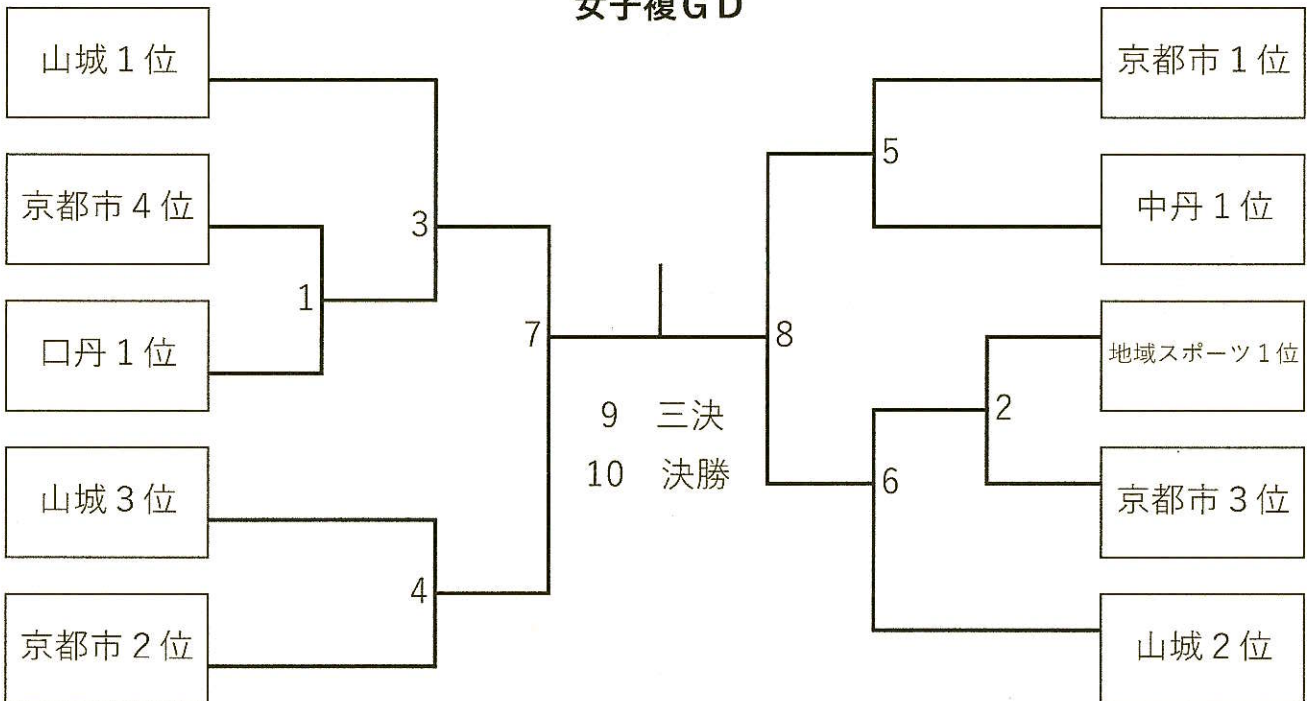 女子複GD
山城1位
京都市4位
口丹1位
山城3位
京都市2位
1
3
4
7
9 三決
10 決勝
8
5
6
2
京都市1位
中丹1位
地域スポーツ1位
京都市3位
山城2位